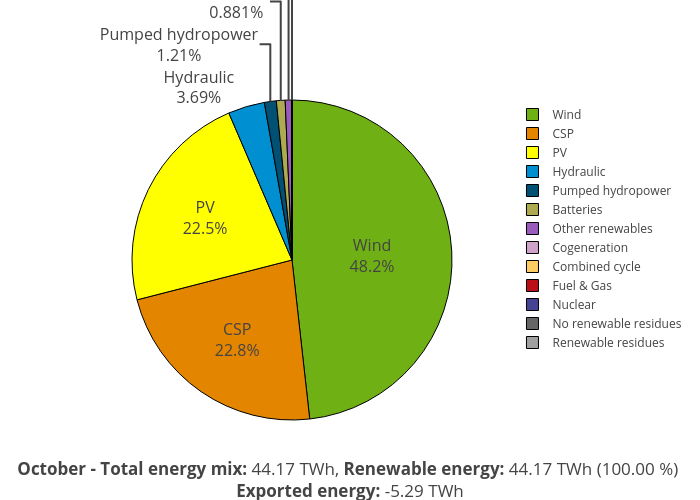 0.881%
Pumped hydropower
1.21%
Hydraulic
3.69%
PV
22.5%
Wind
48.2%
CSP
22.8%
Wind
CSP
PV
Hydraulic
Pumped hydropower
Batteries
Other renewables
Cogeneration
Combined cycle
Fuel & Gas
Nuclear
No renewable residues
Renewable residues
October - Total energy mix: 44.17 TWh, Renewable energy: 44.17 TWh (100.00 %)
Exported energy: -5.29 TWh